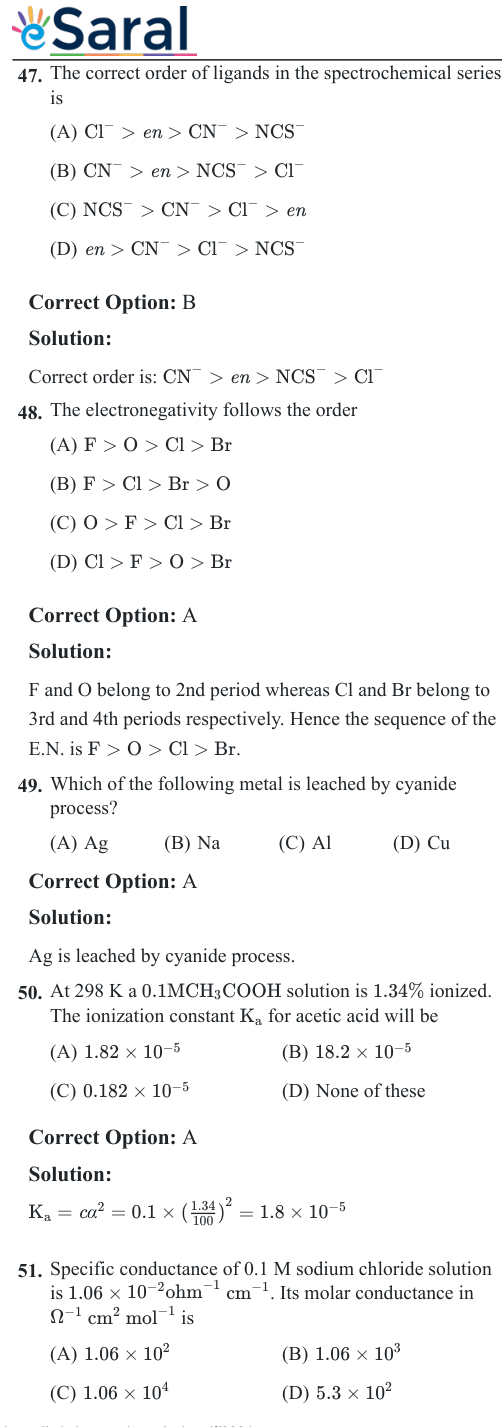 eSaral
47. The correct order of ligands in the spectrochemical series
is
(A) Cl⁻ > en > CN⁻ > NCS⁻
(B) CN⁻ > en > NCS⁻ > Cl⁻
(C) NCS⁻ > CN⁻ > Cl⁻ > en
(D) en > CN⁻ > Cl⁻ > NCS⁻
Correct Option: B
Solution:
Correct order is: CN⁻ > en > NCS⁻ > Cl⁻
48. The electronegativity follows the order
(A) F > O > Cl > Br
(B) F > Cl > Br > O
(C) O > F > Cl > Br
(D) Cl > F > O > Br
Correct Option: A
Solution:
F and O belong to 2nd period whereas Cl and Br belong to
3rd and 4th periods respectively. Hence the sequence of the
E.N. is F > O > Cl > Br.
49. Which of the following metal is leached by cyanide
process?
(A) Ag (B) Na (C) Al (D) Cu
Correct Option: A
Solution:
Ag is leached by cyanide process.
50. At 298 K a 0.1MCH₃COOH solution is 1.34% ionized.
The ionization constant Kₐ for acetic acid will be
(A) 1.82 × 10⁻⁵ (B) 18.2 × 10⁻⁵
(C) 0.182 × 10⁻⁵ (D) None of these
Correct Option: A
Solution:
Kₐ = cα² = 0.1 × (1.34/100)² = 1.8 × 10⁻⁵
51. Specific conductance of 0.1 M sodium chloride solution
is 1.06 × 10⁻²ohm⁻¹ cm⁻¹. Its molar conductance in
Ω⁻¹ cm² mol⁻¹ is
(A) 1.06 × 10² (B) 1.06 × 10³
(C) 1.06 × 10⁴ (D) 5.3 × 10²